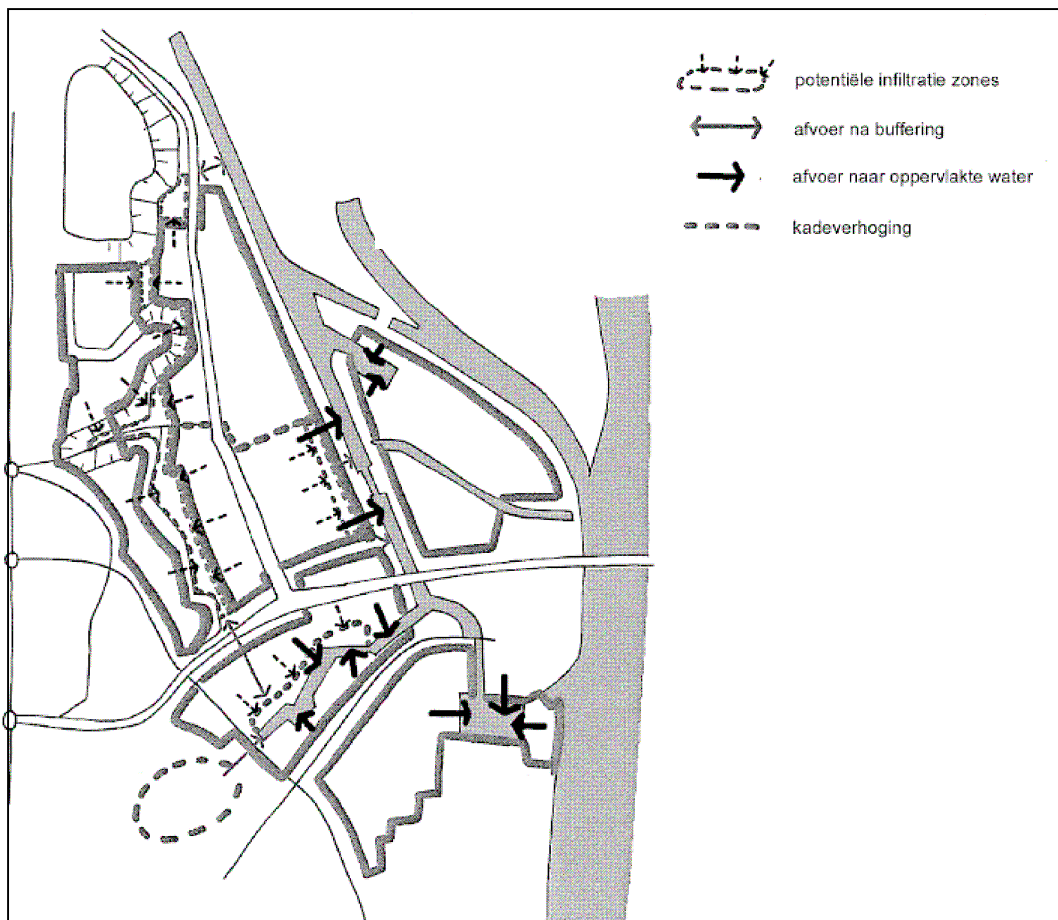 potentiële infiltratie zones
afvoer na buffering
afvoer naar oppervlakte water
kadeverhoging